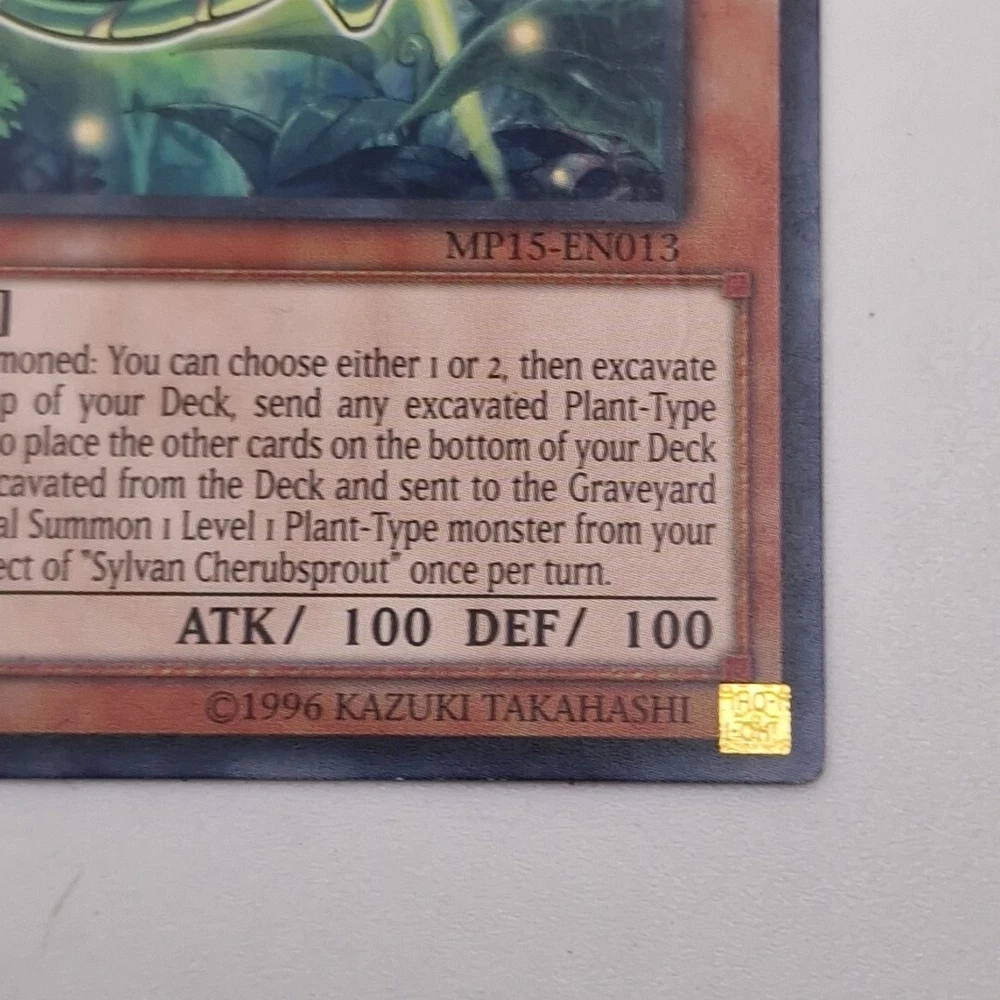 MP15-EN013
]
moned: You can choose either 1 or 2, then excavate
p of your Deck, send any excavated Plant-Type
o place the other cards on the bottom of your Deck
cavated from the Deck and sent to the Graveyard
al Summon 1 Level 1 Plant-Type monster from your
ect of "Sylvan Cherubsprout" once per turn.
ATK/ 100 DEF/ 100
©1996 KAZUKI TAKAHASHI